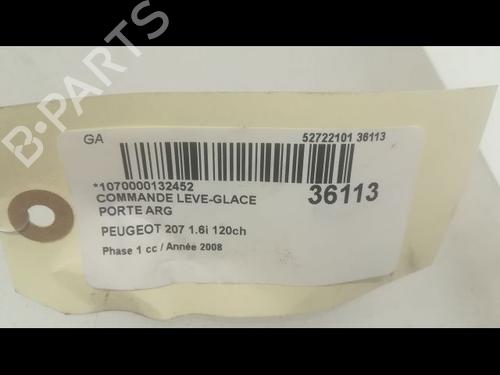 B-PARTS
GA
52722101 36113
*1070000132452
COMMANDE LEVE-GLACE
PORTE ARG
36113
PEUGEOT 207 1.6i 120ch
Phase 1 cc / Année 2008